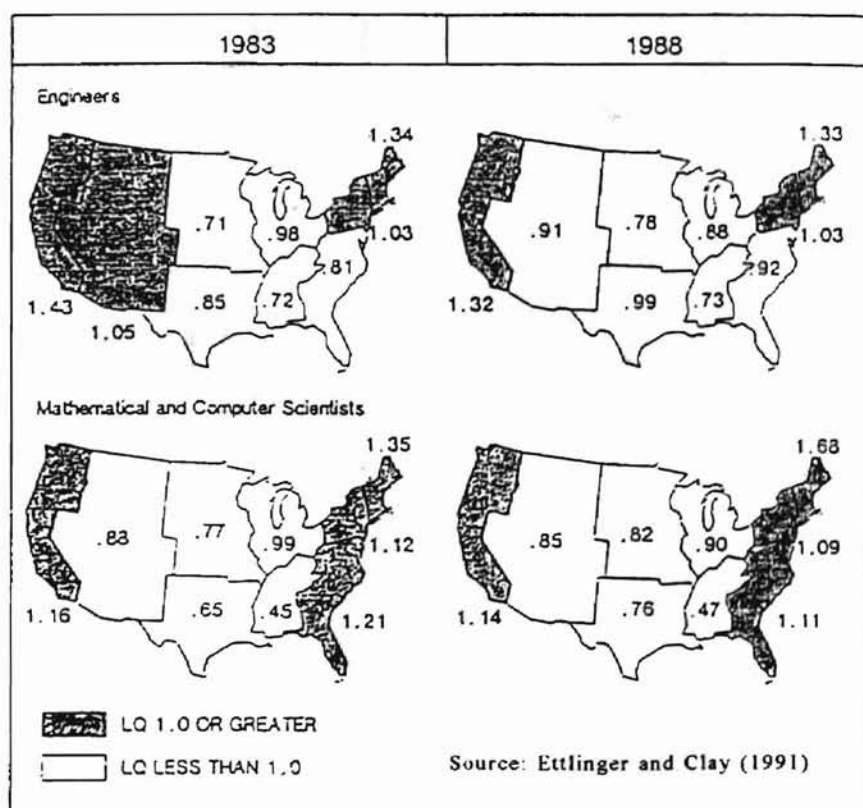 1983 1988
Engineers
1.34 1.33
.71 .98 .78 .88
1.03 .91 1.03
.81 .92
.85 .72 .99 .73
1.43 1.32
1.05
Mathematical and Computer Scientists
1.35 1.68
.83 .77 .99 .85 .82 .90
1.12 1.09
.65 .45 .76 .47
1.16 1.21 1.14 1.11
LQ 1.0 OR GREATER
LQ LESS THAN 1.0 Source: Ettlinger and Clay (1991)